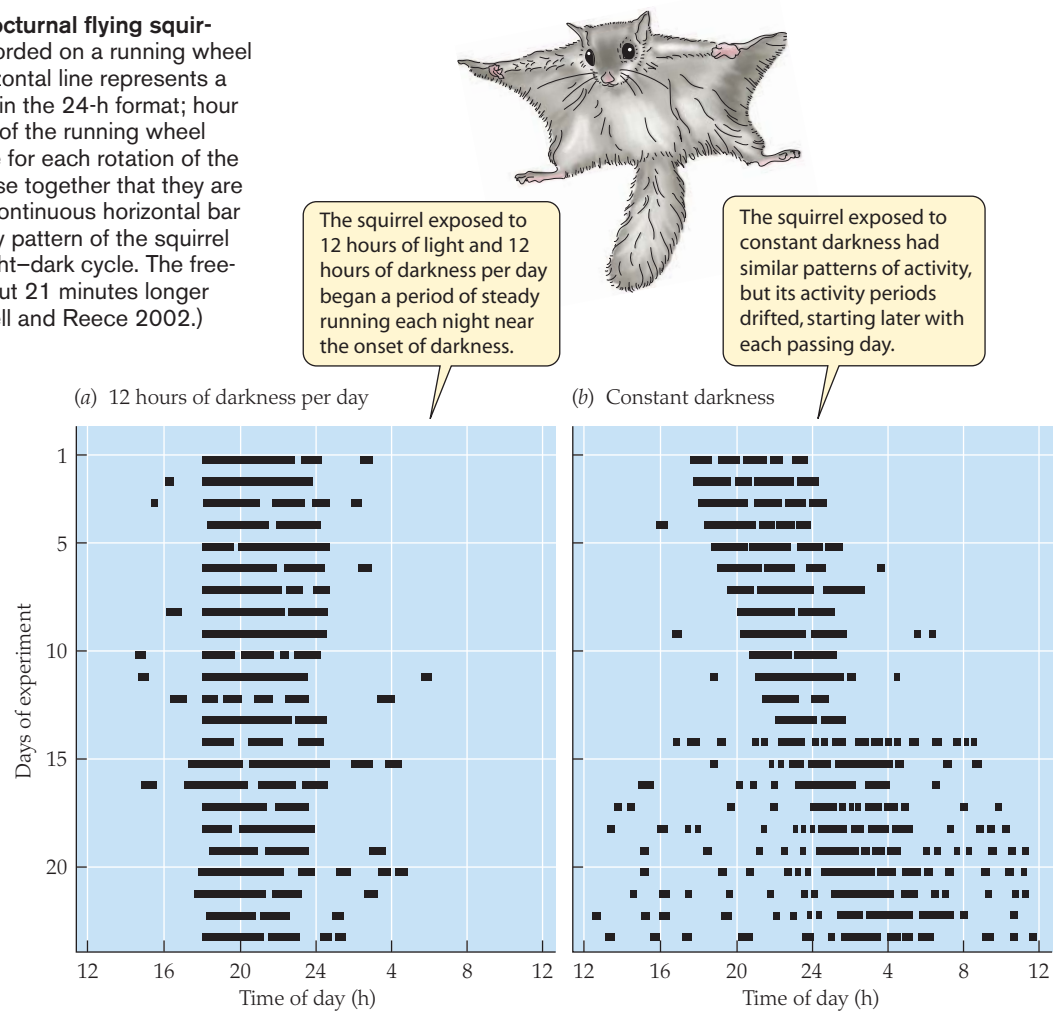 octurnal flying squir-
orded on a running wheel
zontal line represents a
in the 24-h format; hour
of the running wheel
e for each rotation of the
se together that they are
ontinuous horizontal bar
y pattern of the squirrel
ht–dark cycle. The free-
ut 21 minutes longer
ell and Reece 2002.)
The squirrel exposed to
12 hours of light and 12
hours of darkness per day
began a period of steady
running each night near
the onset of darkness.
The squirrel exposed to
constant darkness had
similar patterns of activity,
but its activity periods
drifted, starting later with
each passing day.
(a) 12 hours of darkness per day
(b) Constant darkness
Days of experiment
1
5
10
15
20
12 16 20 24 4 8 12
Time of day (h)
12 16 20 24 4 8 12
Time of day (h)